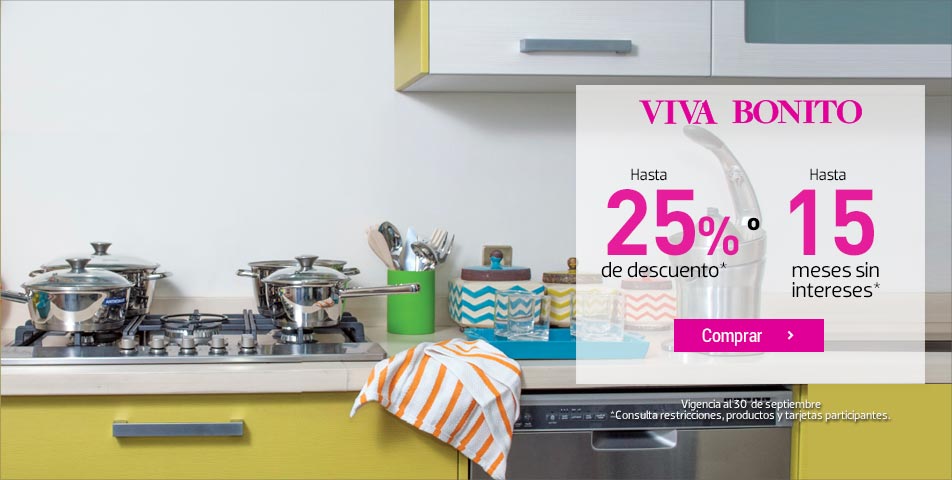 VIVA BONITO
Hasta
25% o
de descuento*
Hasta
15
meses sin
intereses*
Comprar >
Vigencia al 30 de septiembre
*Consulta restricciones, productos y tarjetas participantes.